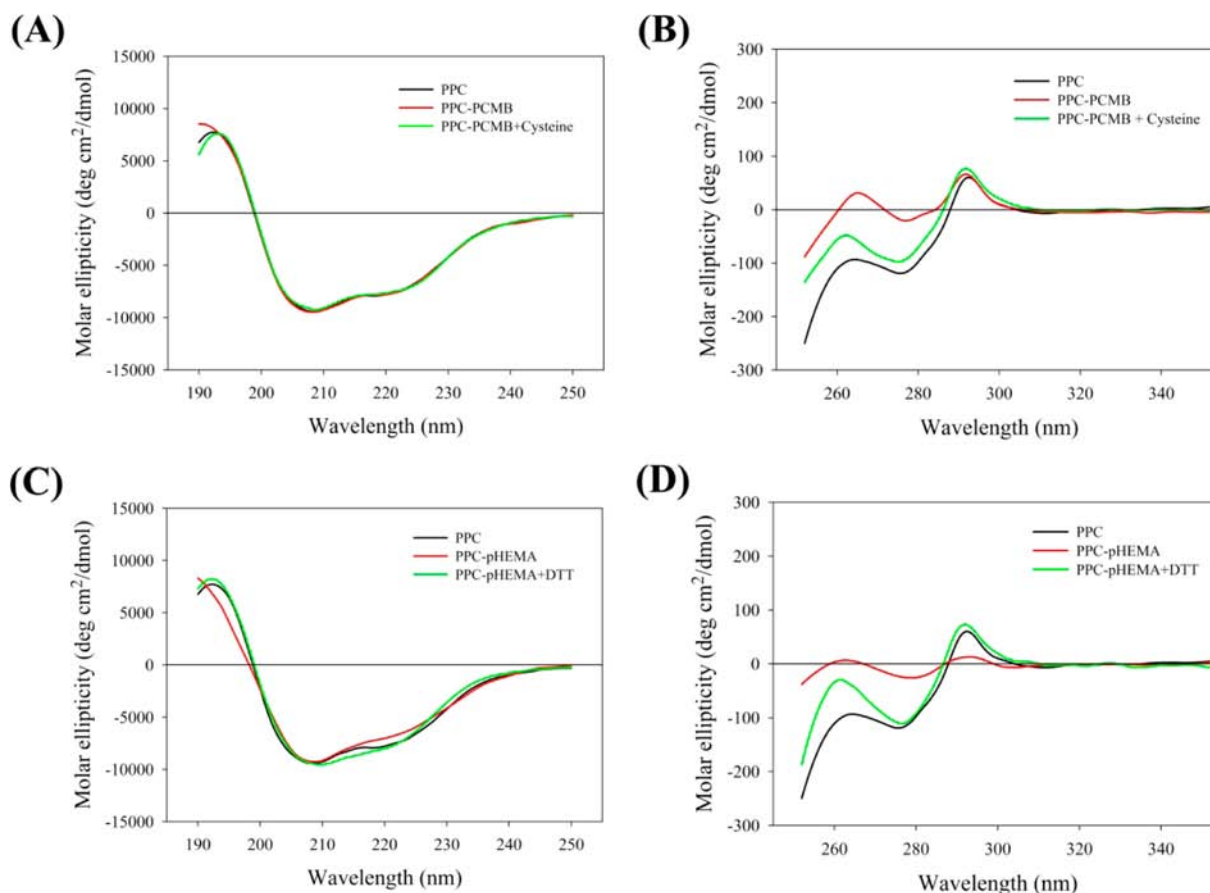 (A)
15000
10000
5000
0
-5000
-10000
-15000
Molar ellipticity (deg cm²/dmol)
PPC
PPC-PCMB
PPC-PCMB+Cysteine
190 200 210 220 230 240 250
Wavelength (nm)
(B)
300
200
100
0
-100
-200
-300
Molar ellipticity (deg cm²/dmol)
PPC
PPC-PCMB
PPC-PCMB + Cysteine
260 280 300 320 340
Wavelength (nm)
(C)
15000
10000
5000
0
-5000
-10000
-15000
Molar ellipticity (deg cm²/dmol)
PPC
PPC-pHEMA
PPC-pHEMA+DTT
190 200 210 220 230 240 250
Wavelength (nm)
(D)
300
200
100
0
-100
-200
-300
Molar ellipticity (deg cm²/dmol)
PPC
PPC-pHEMA
PPC-pHEMA+DTT
260 280 300 320 340
Wavelength (nm)